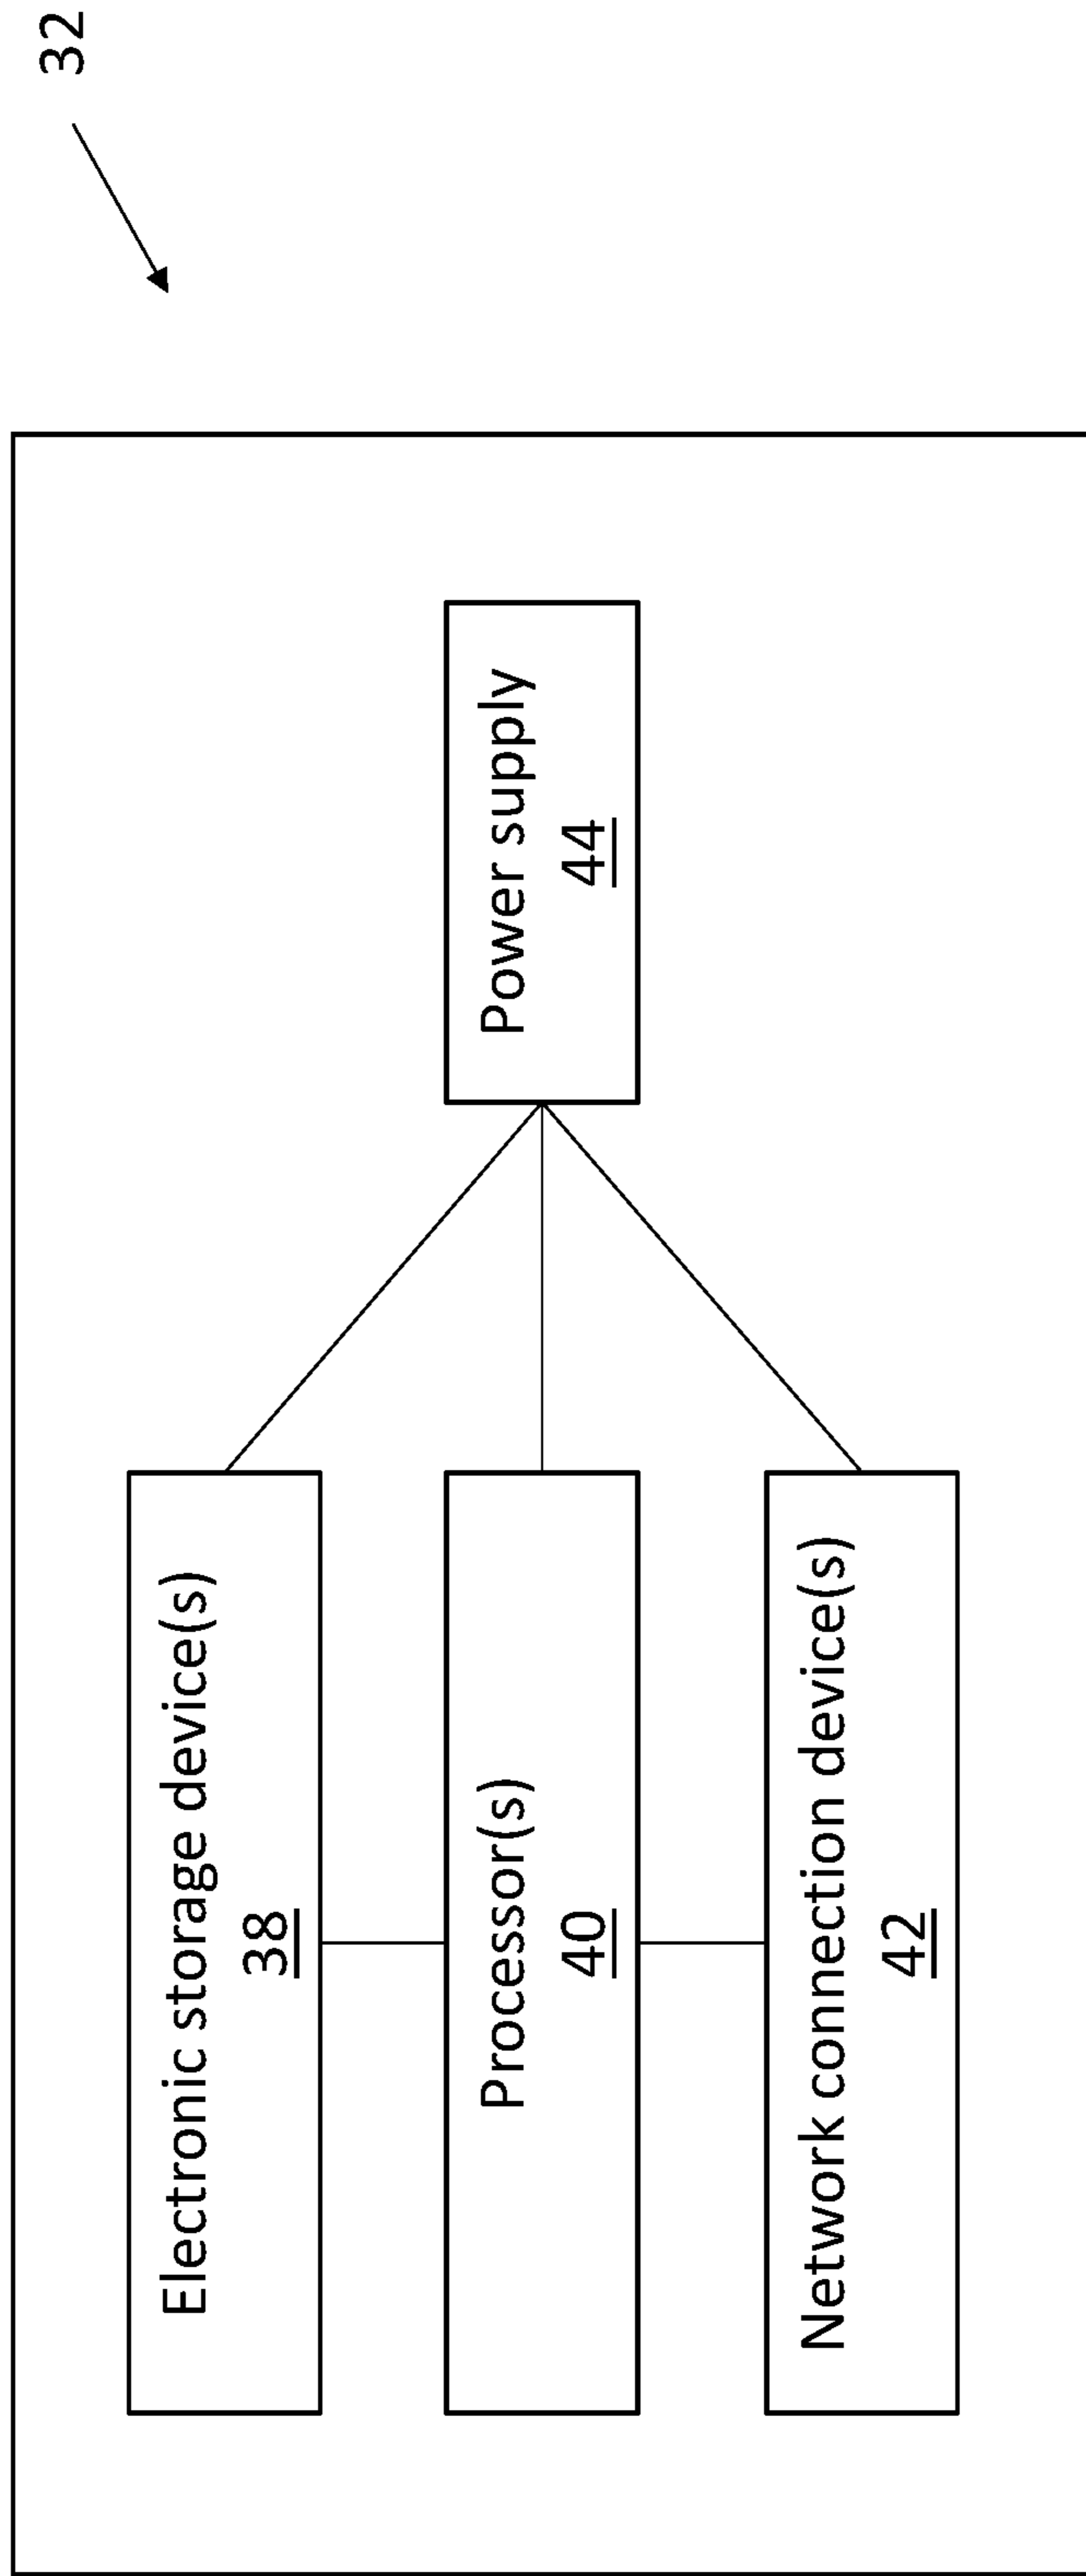 32
Electronic storage device(s)
38
Processor(s)
40
Network connection device(s)
42
Power supply
44